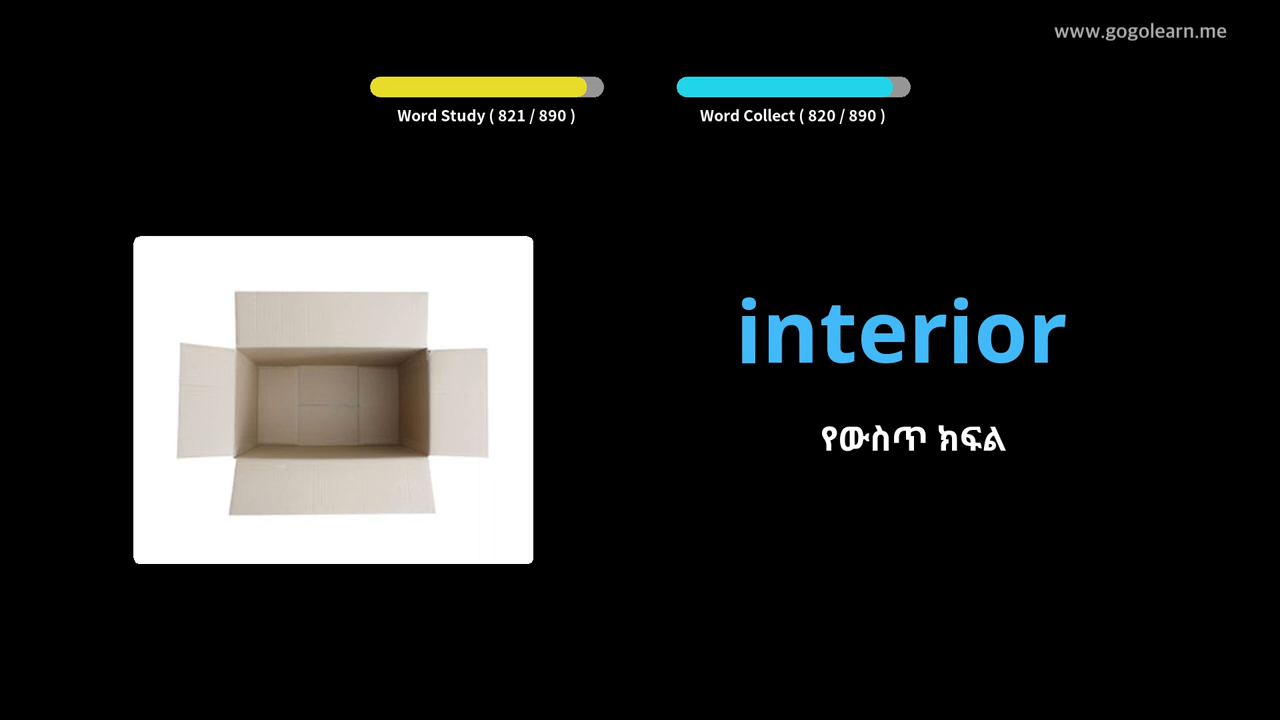 www.gogolearn.me
Word Study ( 821 / 890 )
Word Collect ( 820 / 890 )
interior
የውስጥ ክፍል